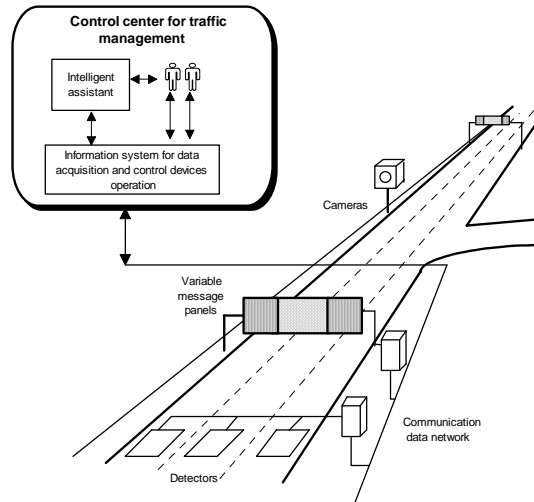 Control center for traffic
management
Intelligent
assistant
Information system for data
acquisition and control devices
operation
Cameras
Variable
message
panels
Communication
data network
Detectors